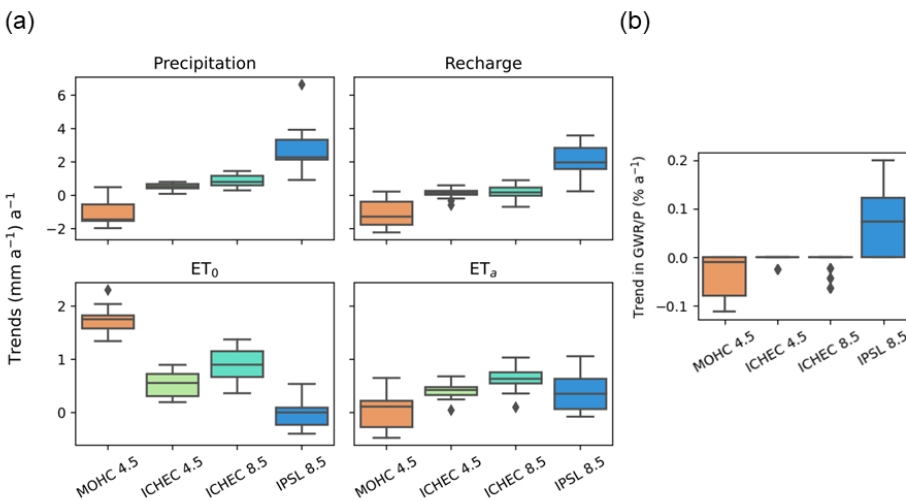 (a)
(b)
Precipitation
Recharge
6
4
2
0
−2
ET₀
ETₐ
2
1
0
Trends (mm a⁻¹) a⁻¹)
MOHC 4.5
ICHEC 4.5
ICHEC 8.5
IPSL 8.5
MOHC 4.5
ICHEC 4.5
ICHEC 8.5
IPSL 8.5
Trend in GWR/P (% a⁻¹)
0.2
0.1
0.0
−0.1
MOHC 4.5
ICHEC 4.5
ICHEC 8.5
IPSL 8.5